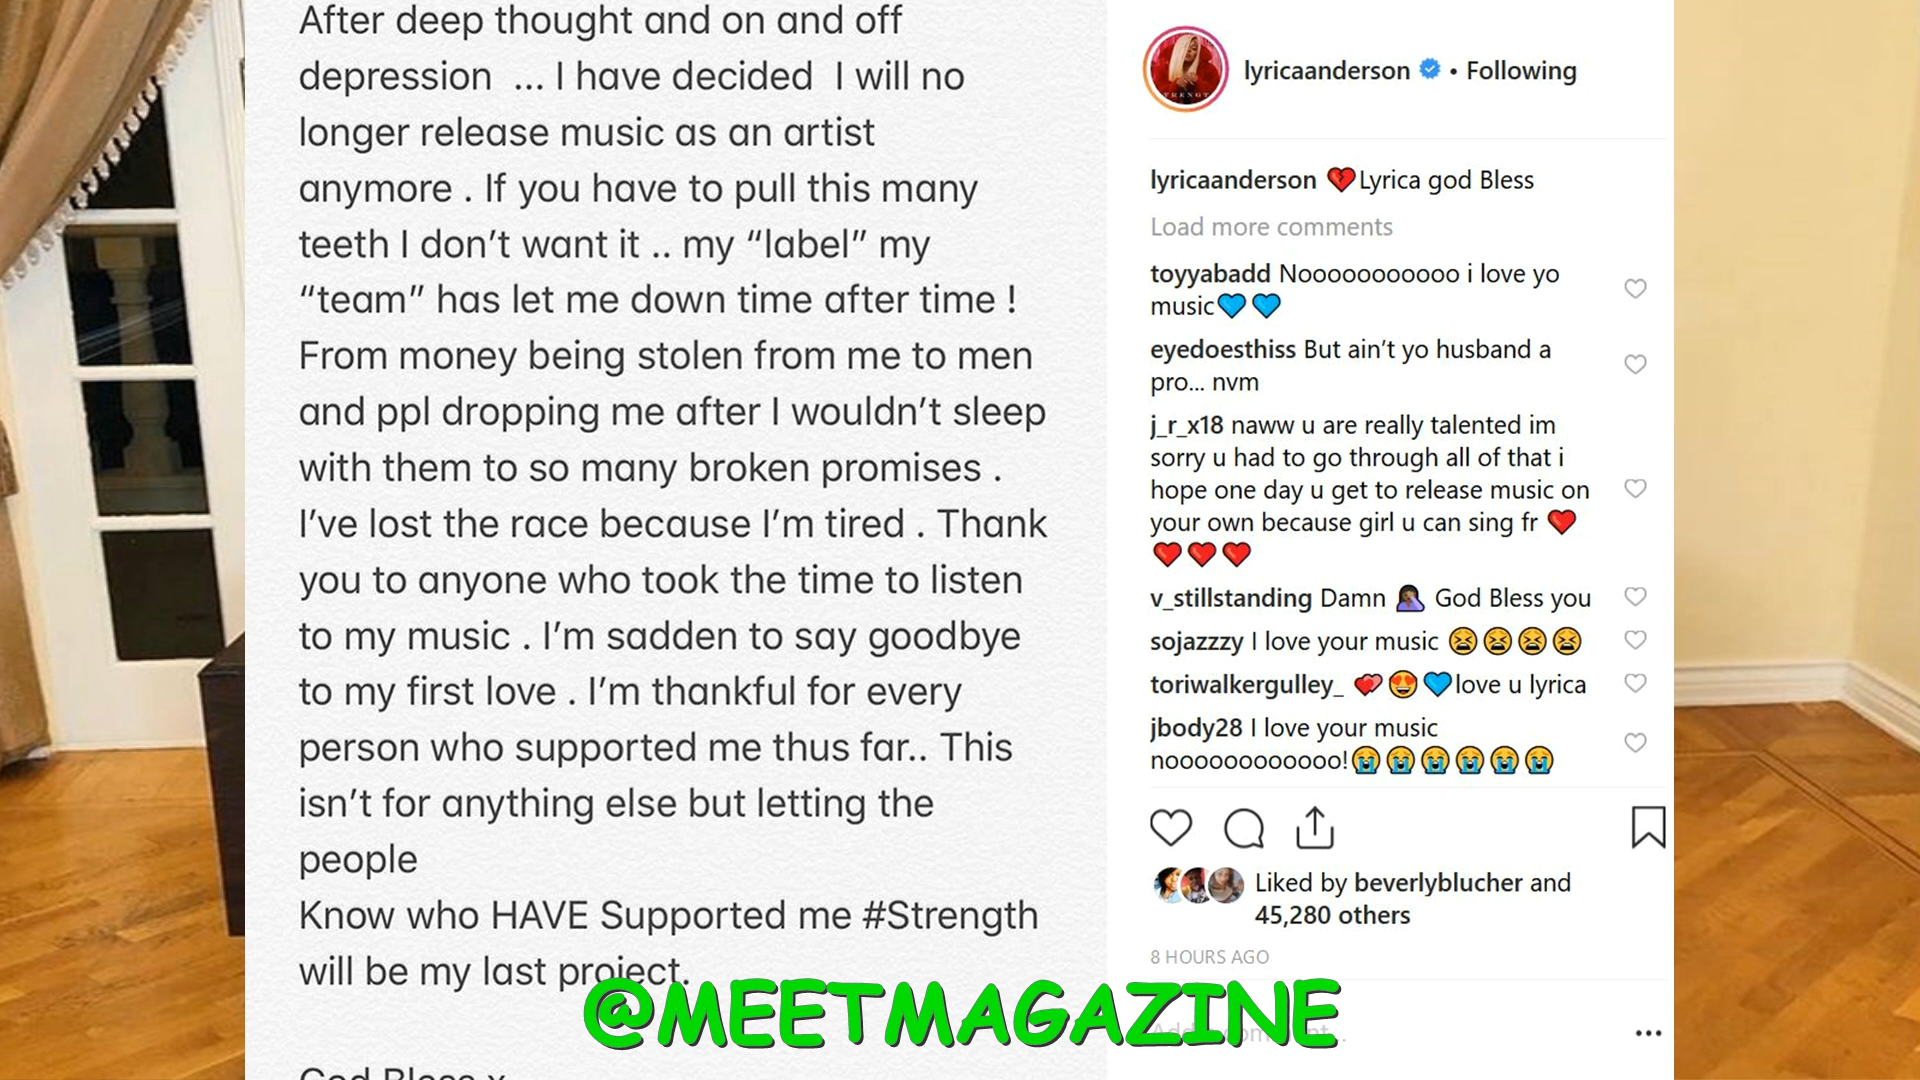 After deep thought and on and off
depression ... I have decided I will no
longer release music as an artist
anymore . If you have to pull this many
teeth I don’t want it .. my “label” my
“team” has let me down time after time !
From money being stolen from me to men
and ppl dropping me after I wouldn’t sleep
with them to so many broken promises .
I’ve lost the race because I’m tired . Thank
you to anyone who took the time to listen
to my music . I’m sadden to say goodbye
to my first love . I’m thankful for every
person who supported me thus far.. This
isn’t for anything else but letting the
people
Know who HAVE Supported me #Strength
will be my last project.
God Bless x
lyricaanderson • Following
lyricaanderson 💔Lyrica god Bless
Load more comments
toyyabadd Nooooooooooo i love yo
music💙💙
eyedoesthiss But ain’t yo husband a
pro... nvm
j_r_x18 naww u are really talented im
sorry u had to go through all of that i
hope one day u get to release music on
your own because girl u can sing fr ❤️
❤️❤️❤️
v_stillstanding Damn 🤦🏾‍♀️ God Bless you
sojazzzy I love your music 😫😫😫😫
toriwalkergulley_ 💕😍💙love u lyrica
jbody28 I love your music
noooooooooooo!😭😭😭😭😭😭
Liked by beverlyblucher and
45,280 others
8 HOURS AGO
@MEETMAGAZINE